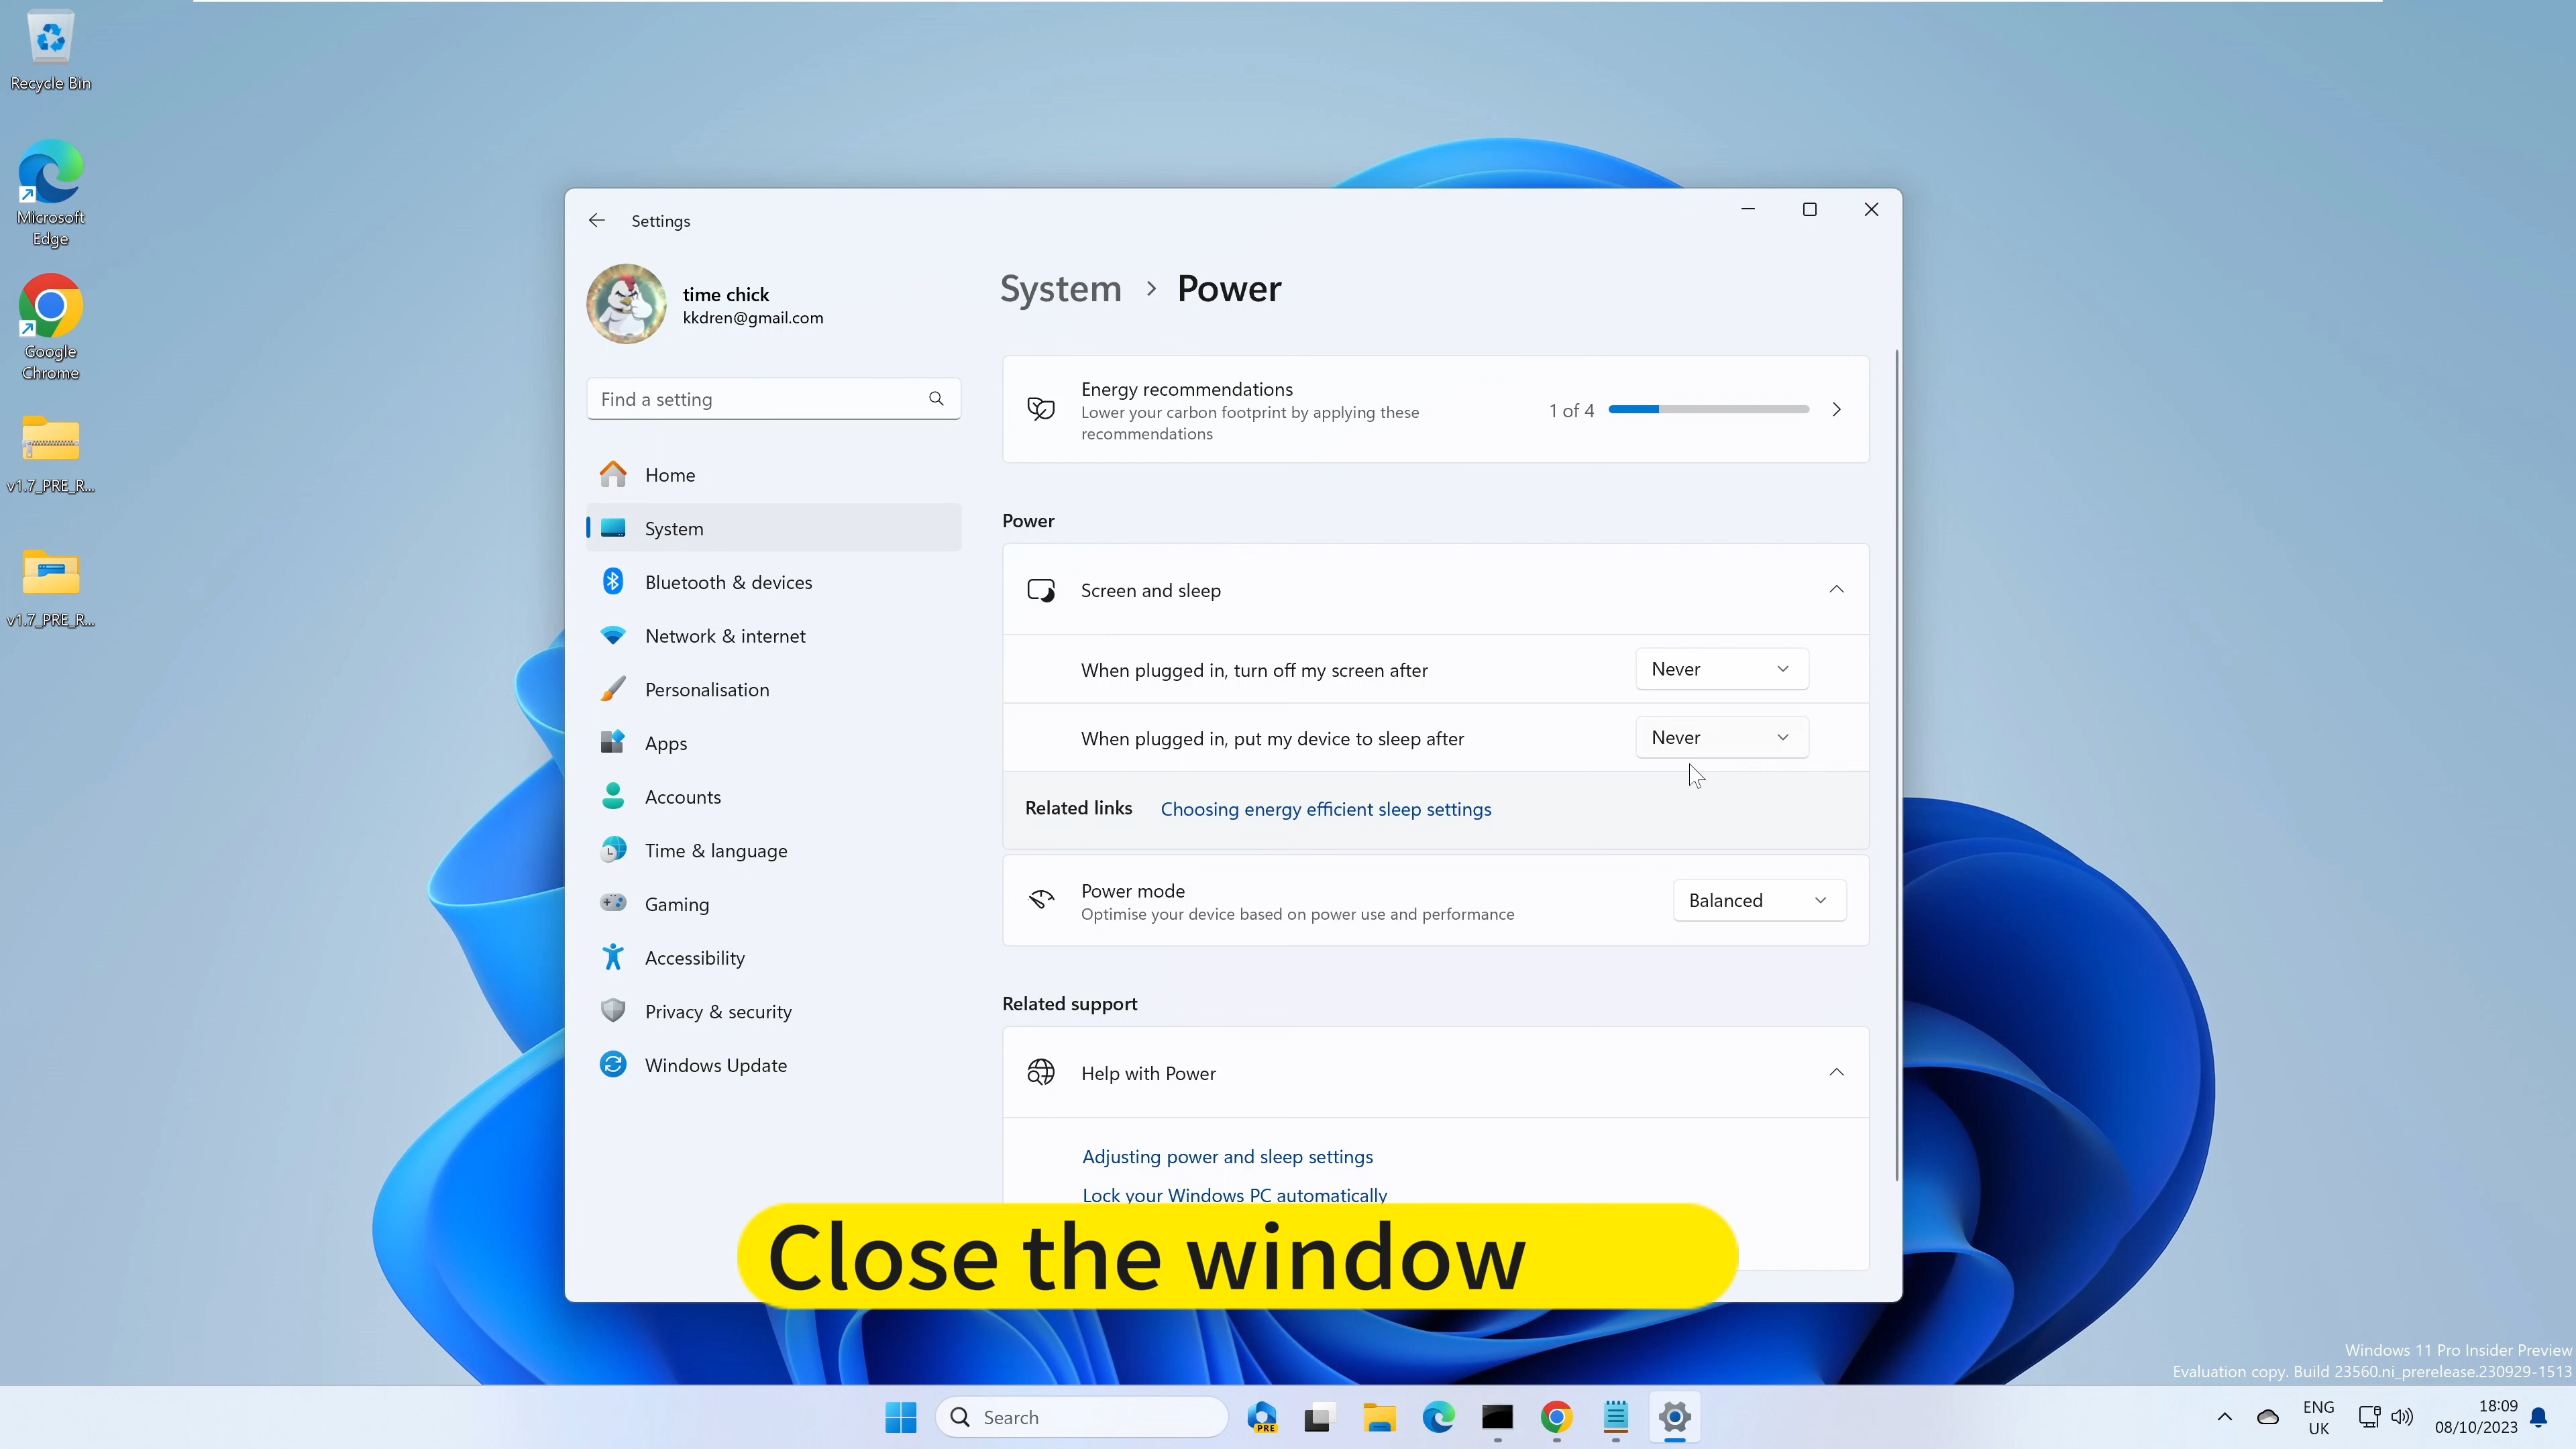 Recycle Bin
Microsoft
Edge
Google
Chrome
v1.7_PRE_R...
v1.7_PRE_R...
Settings
time chick
kkdren@gmail.com
Find a setting
Home
System
Bluetooth & devices
Network & internet
Personalisation
Apps
Accounts
Time & language
Gaming
Accessibility
Privacy & security
Windows Update
System > Power
Energy recommendations
Lower your carbon footprint by applying these
recommendations
1 of 4
Power
Screen and sleep
When plugged in, turn off my screen after Never
When plugged in, put my device to sleep after Never
Related links Choosing energy efficient sleep settings
Power mode
Optimise your device based on power use and performance
Balanced
Related support
Help with Power
Adjusting power and sleep settings
Lock your Windows PC automatically
Close the window
Windows 11 Pro Insider Preview
Evaluation copy. Build 23560.ni_prerelease.230929-1513
Search
PRE
ENG
UK
18:09
08/10/2023